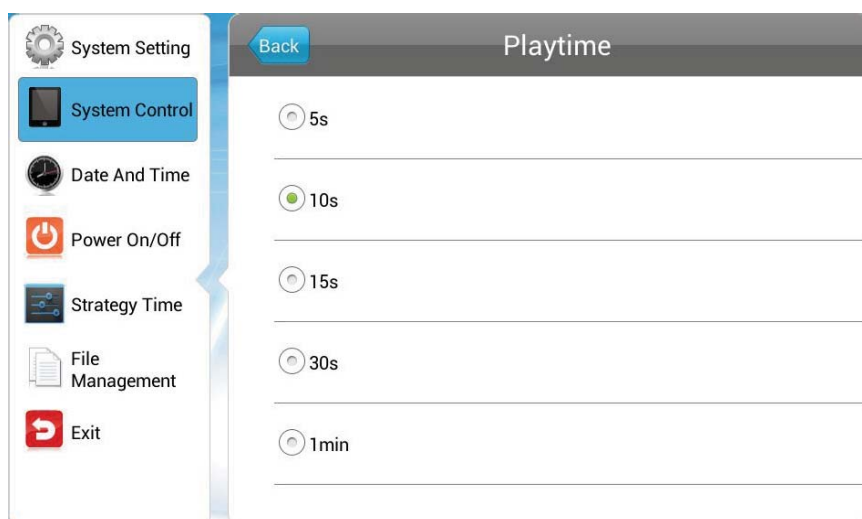 System Setting
System Control
Date And Time
Power On/Off
Strategy Time
File
Management
Exit
Back
Playtime
5s
10s
15s
30s
1min